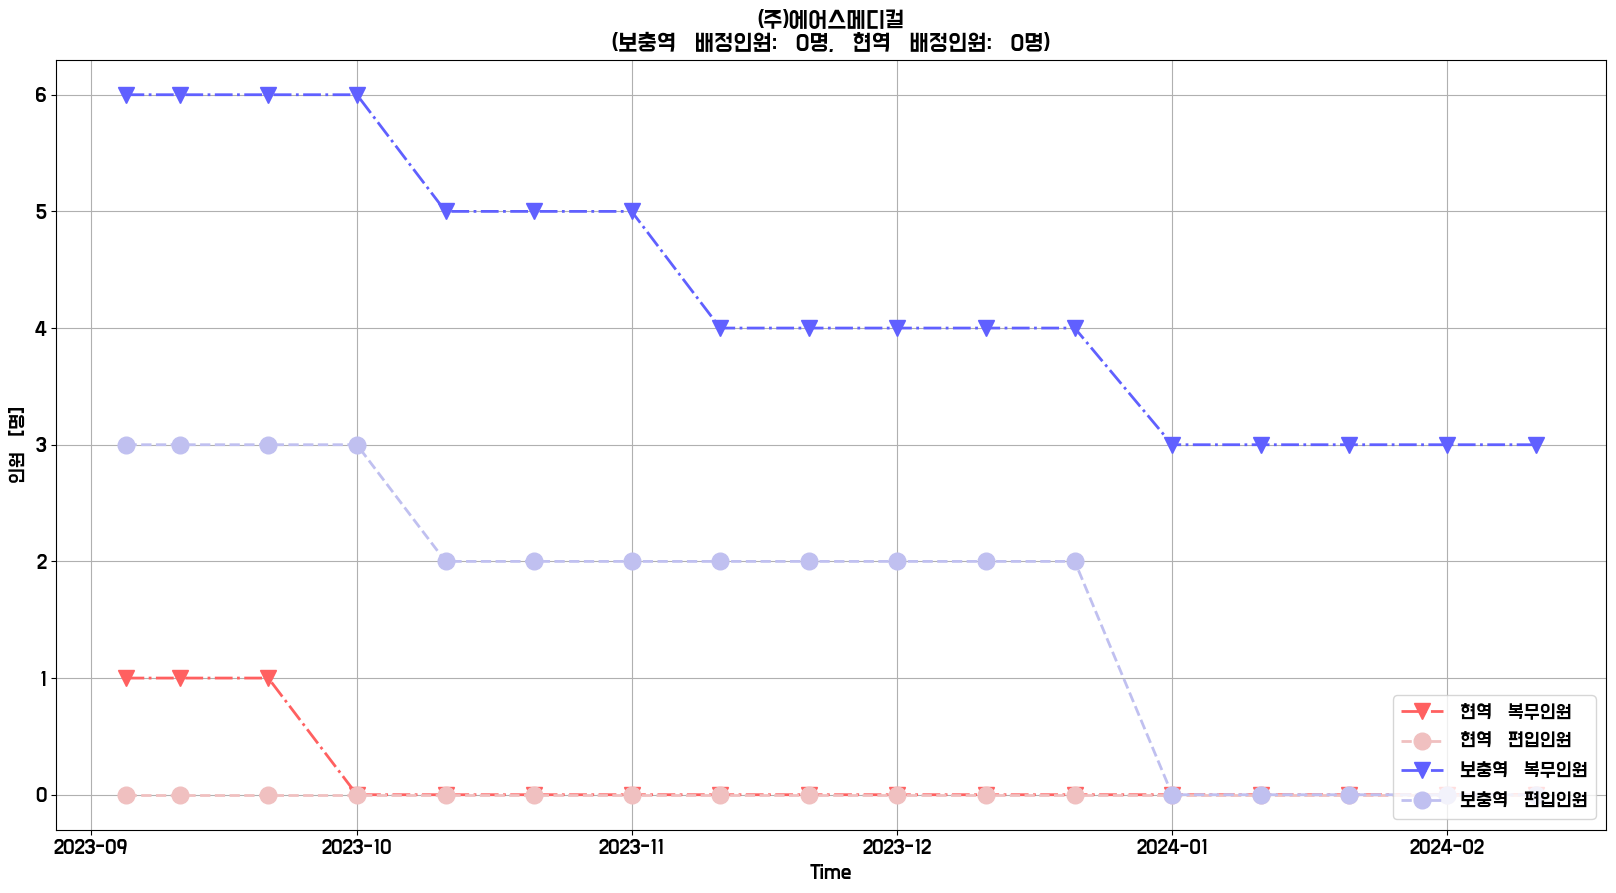 (주)에어스메디컬
(보충역 배정인원: 0명, 현역 배정인원: 0명)
6
5
4
3
2
1
0
인원 [명]
2023-09
2023-10
2023-11
2023-12
2024-01
2024-02
Time
현역 복무인원
현역 편입인원
보충역 복무인원
보충역 편입인원